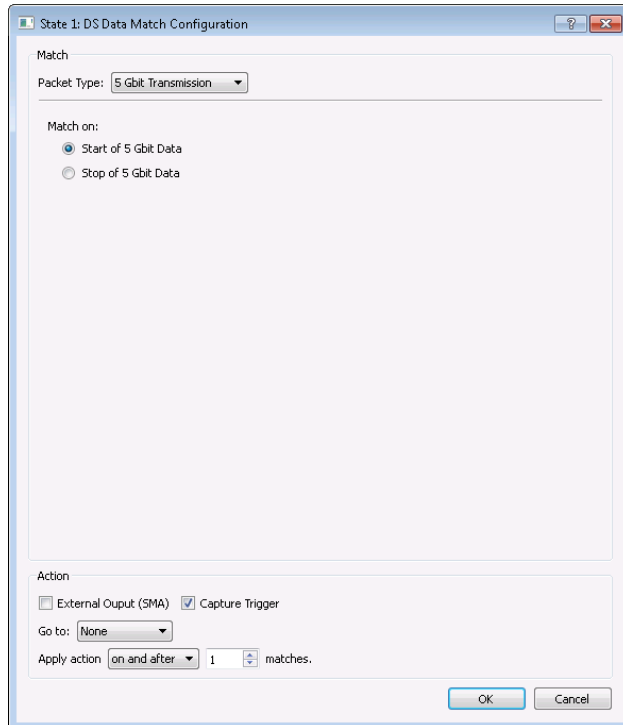 State 1: DS Data Match Configuration
Match
Packet Type: 5 Gbit Transmission
Match on:
Start of 5 Gbit Data
Stop of 5 Gbit Data
Action
External Ouput (SMA) Capture Trigger
Go to: None
Apply action on and after 1 matches.
OK Cancel